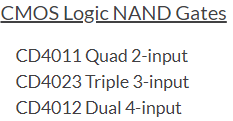 CMOS Logic NAND Gates
CD4011 Quad 2-input
CD4023 Triple 3-input
CD4012 Dual 4-input